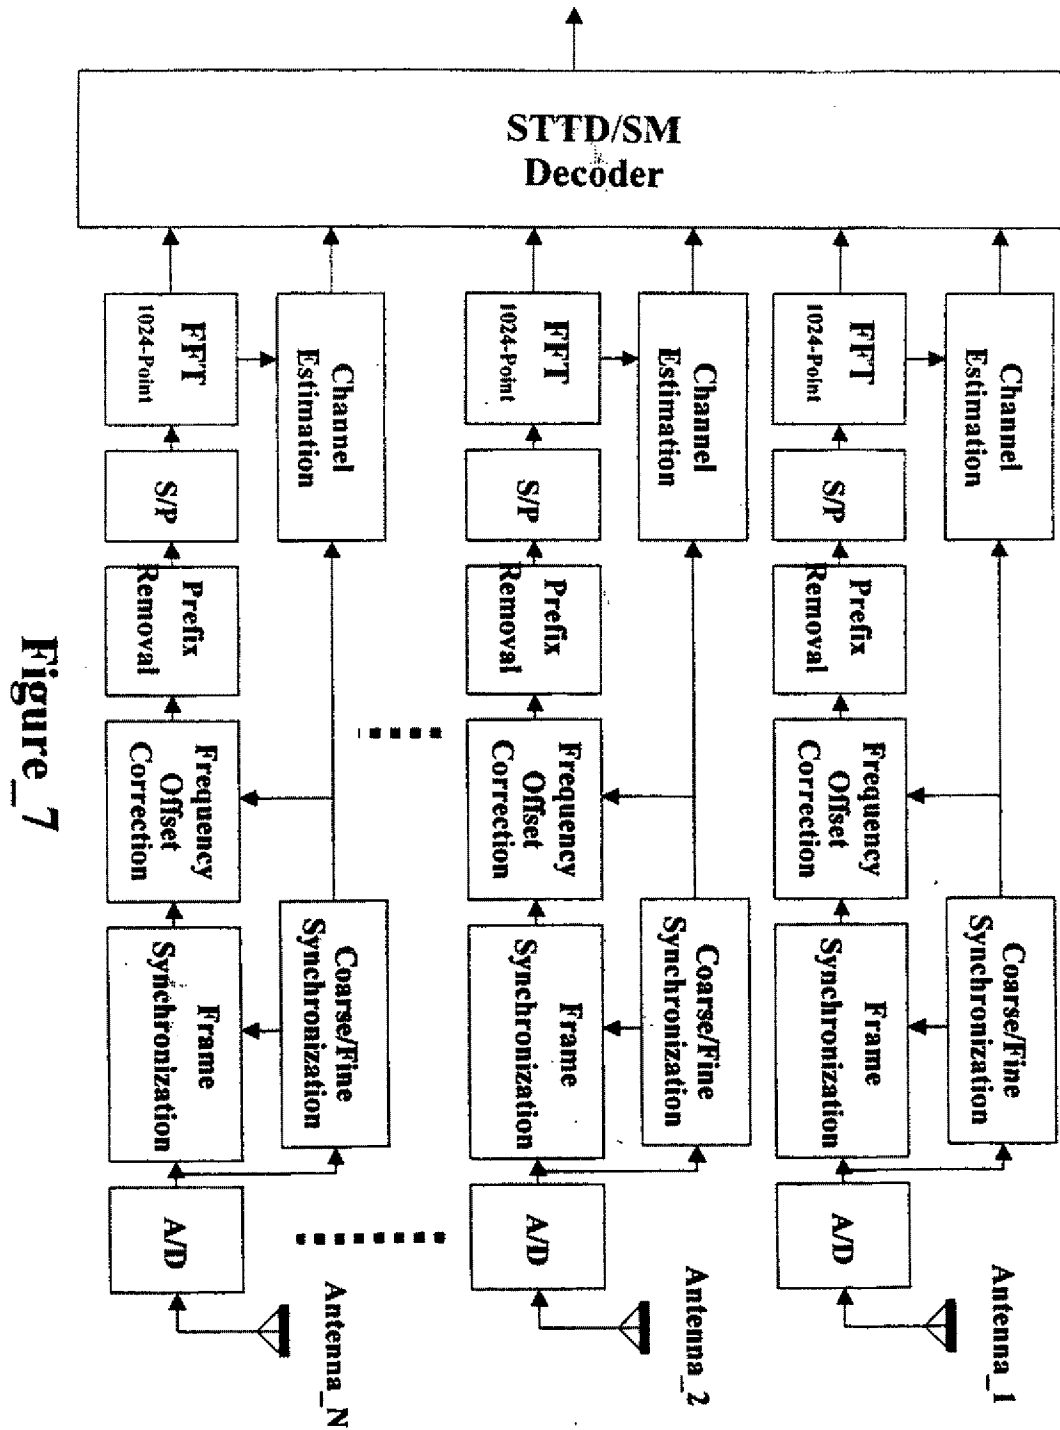 Antenna_1
A/D
Coarse/Fine
Synchronization
Frame
Synchronization
Frequency
Offset
Correction
Prefix
Removal
S/P
FFT
1024-Point
Channel
Estimation
Antenna_2
A/D
Coarse/Fine
Synchronization
Frame
Synchronization
Frequency
Offset
Correction
Prefix
Removal
S/P
FFT
1024-Point
Channel
Estimation
Antenna_N
A/D
Coarse/Fine
Synchronization
Frame
Synchronization
Frequency
Offset
Correction
Prefix
Removal
S/P
FFT
1024-Point
Channel
Estimation
STTD/SM
Decoder
Figure_7